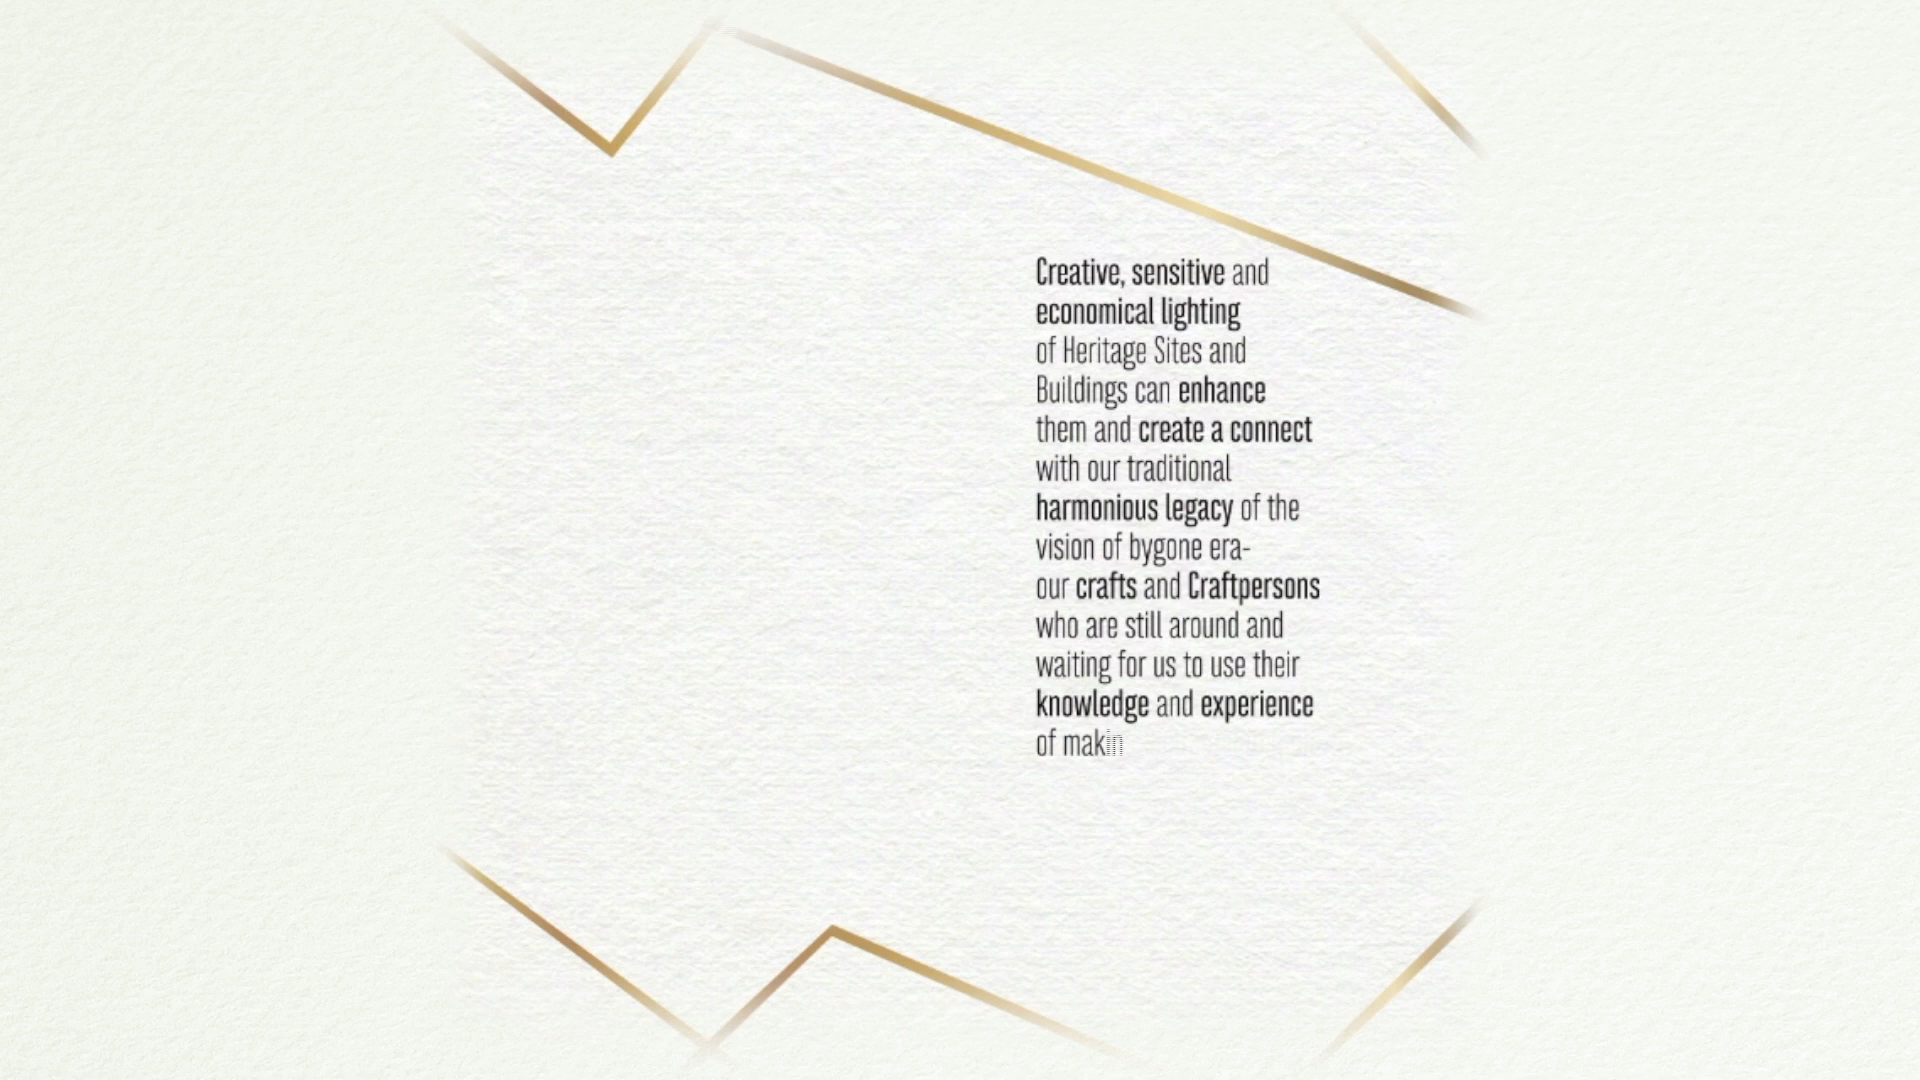 Creative, sensitive and
economical lighting
of Heritage Sites and
Buildings can enhance
them and create a connect
with our traditional
harmonious legacy of the
vision of bygone era-
our crafts and Craftpersons
who are still around and
waiting for us to use their
knowledge and experience
of makin